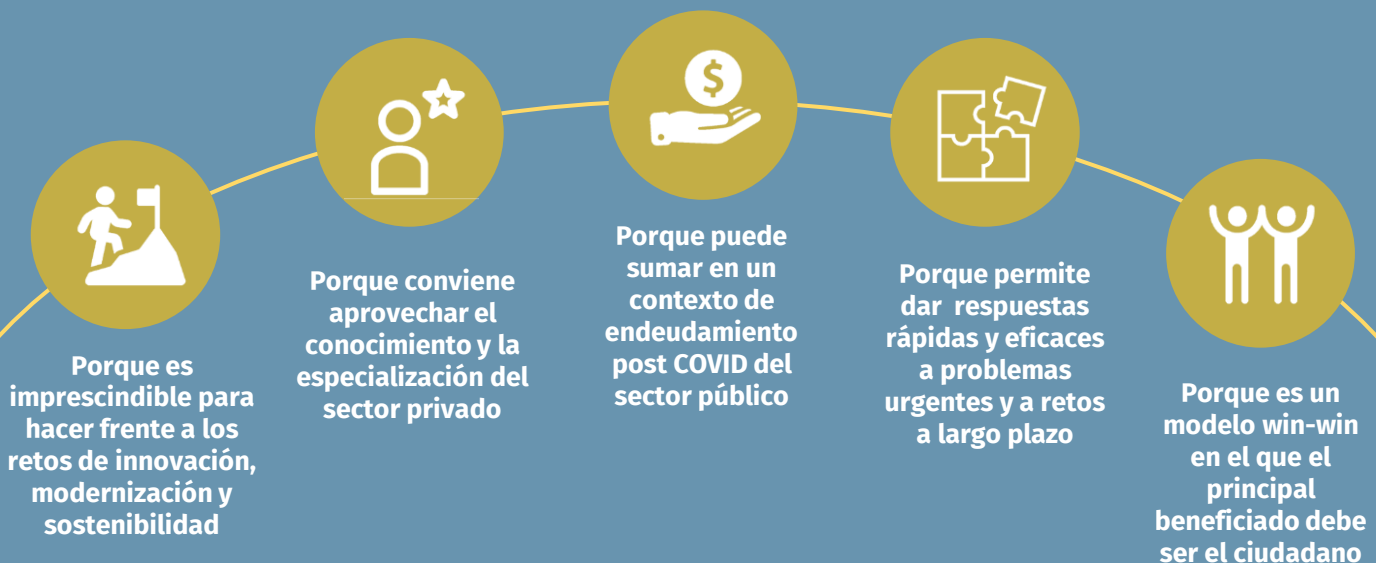 Porque es
imprescindible para
hacer frente a los
retos de innovación,
modernización y
sostenibilidad
Porque conviene
aprovechar el
conocimiento y la
especialización del
sector privado
$
Porque puede
sumar en un
contexto de
endeudamiento
post COVID del
sector público
Porque permite
dar respuestas
rápidas y eficaces
a problemas
urgentes y a retos
a largo plazo
Porque es un
modelo win-win
en el que el
principal
beneficiado debe
ser el ciudadano